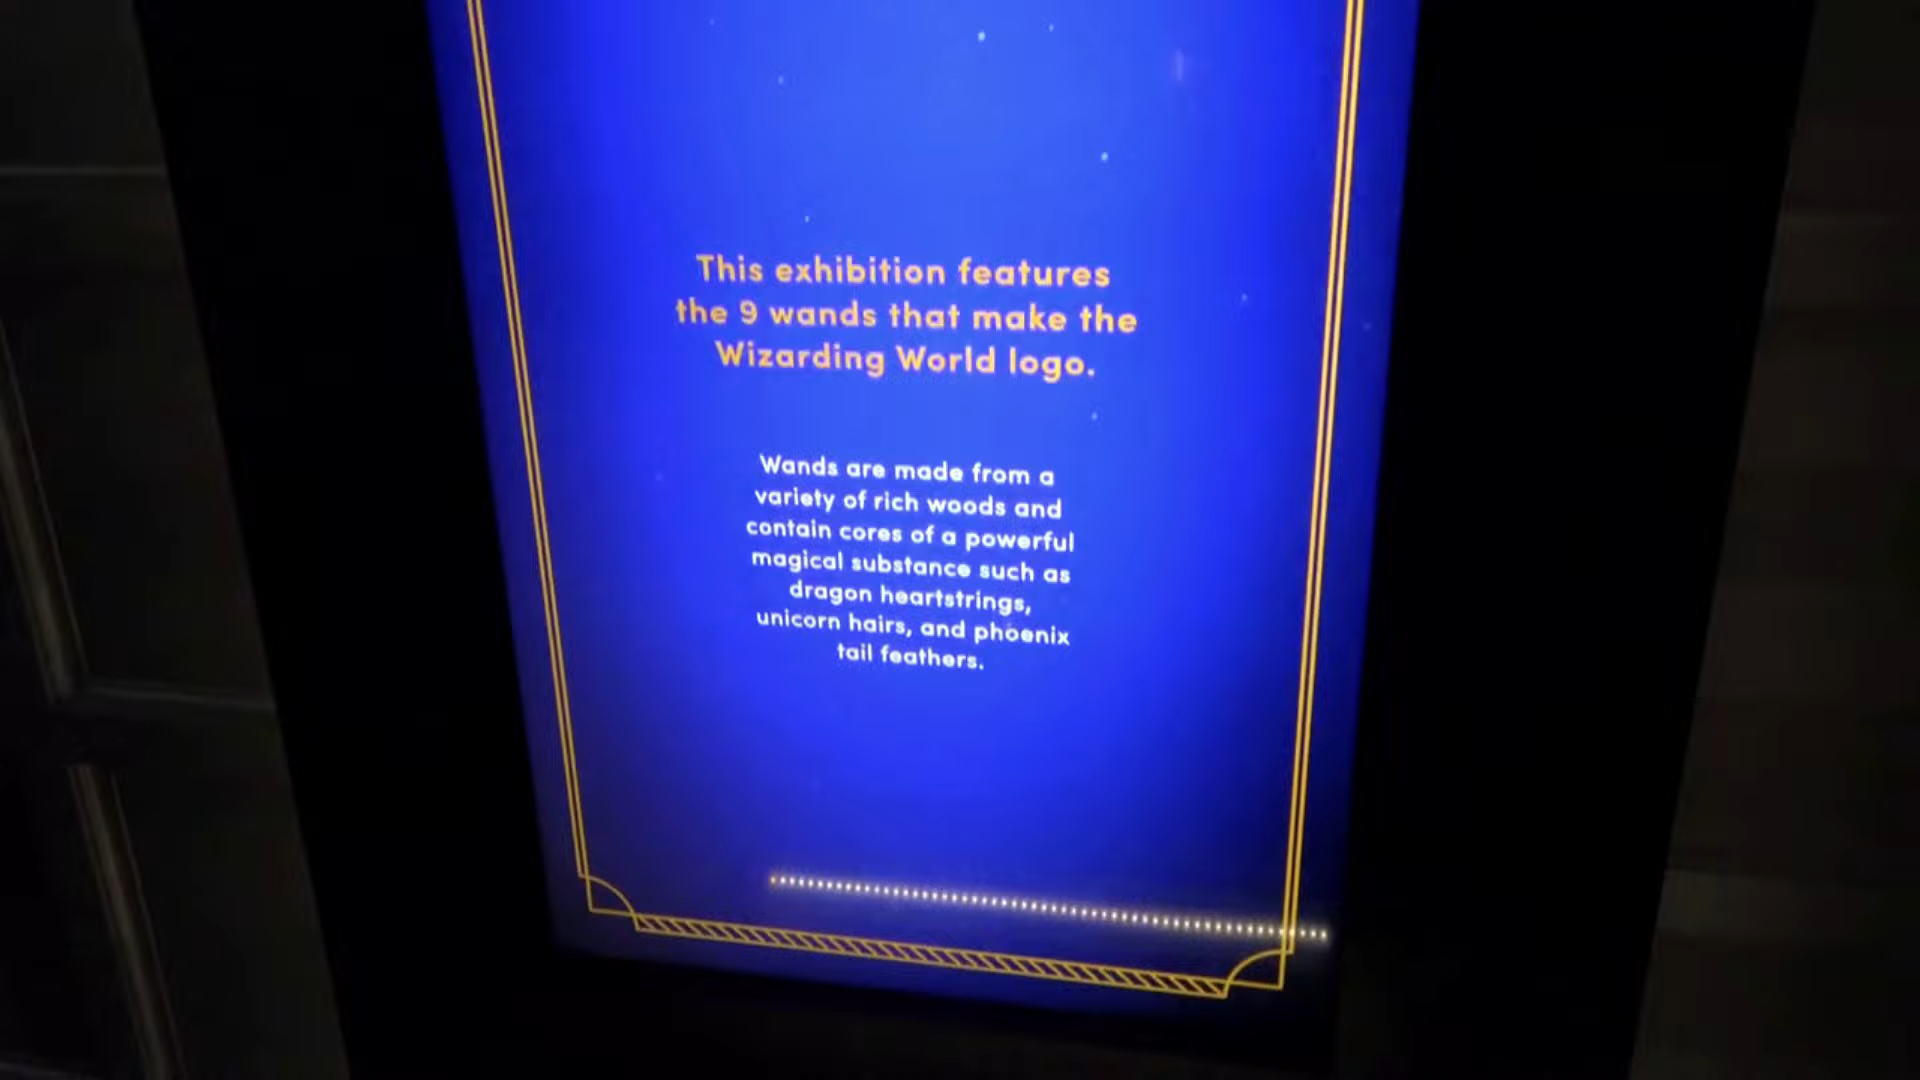 This exhibition features
the 9 wands that make the
Wizarding World logo.
Wands are made from a
variety of rich woods and
contain cores of a powerful
magical substance such as
dragon heartstrings,
unicorn hairs, and phoenix
tail feathers.